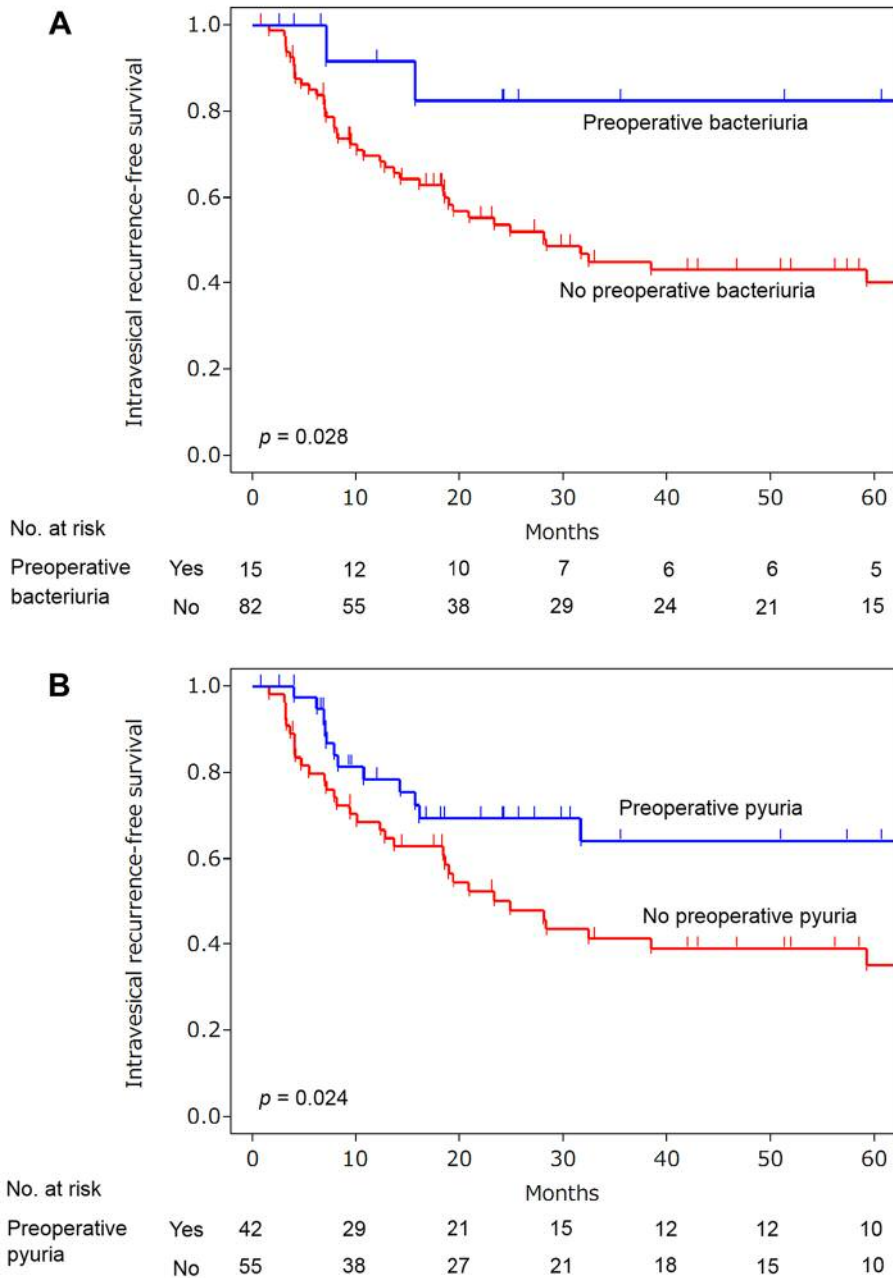 A
Intravesical recurrence-free survival
1.0
0.8
0.6
0.4
0.2
0.0
Preoperative bacteriuria
No preoperative bacteriuria
p = 0.028
0 10 20 30 40 50 60
Months
No. at risk
Preoperative bacteriuria
Yes 15 12 10 7 6 6 5
No 82 55 38 29 24 21 15
B
Intravesical recurrence-free survival
1.0
0.8
0.6
0.4
0.2
0.0
Preoperative pyuria
No preoperative pyuria
p = 0.024
0 10 20 30 40 50 60
Months
No. at risk
Preoperative pyuria
Yes 42 29 21 15 12 12 10
No 55 38 27 21 18 15 10